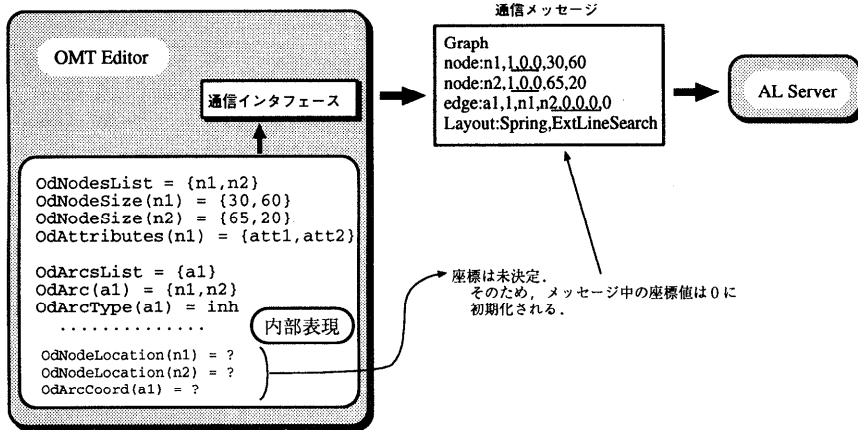 通信メッセージ
OMT Editor
通信インタフェース
Graph
node:n1,1,0,0,30,60
node:n2,1,0,0,65,20
edge:a1,1,n1,n2,0,0,0,0
Layout:Spring,ExtLineSearch
AL Server
OdNodesList = {n1,n2}
OdNodeSize(n1) = {30,60}
OdNodeSize(n2) = {65,20}
OdAttributes(n1) = {att1,att2}
OdArcsList = {a1}
OdArc(a1) = {n1,n2}
OdArcType(a1) = inh
..............
内部表現
OdNodeLocation(n1) = ?
OdNodeLocation(n2) = ?
OdArcCoord(a1) = ?
座標は未決定.
そのため,メッセージ中の座標値は0に
初期化される.